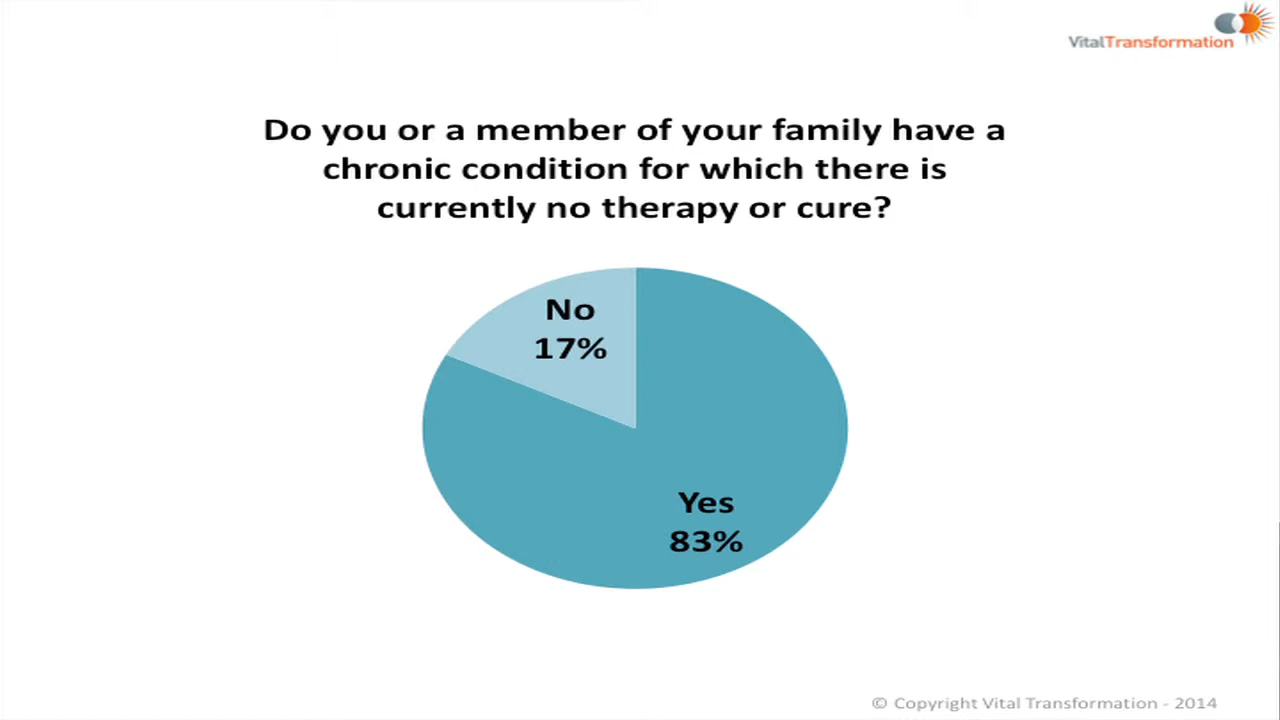 VitalTransformation
Do you or a member of your family have a
chronic condition for which there is
currently no therapy or cure?
No
17%
Yes
83%
© Copyright Vital Transformation - 2014